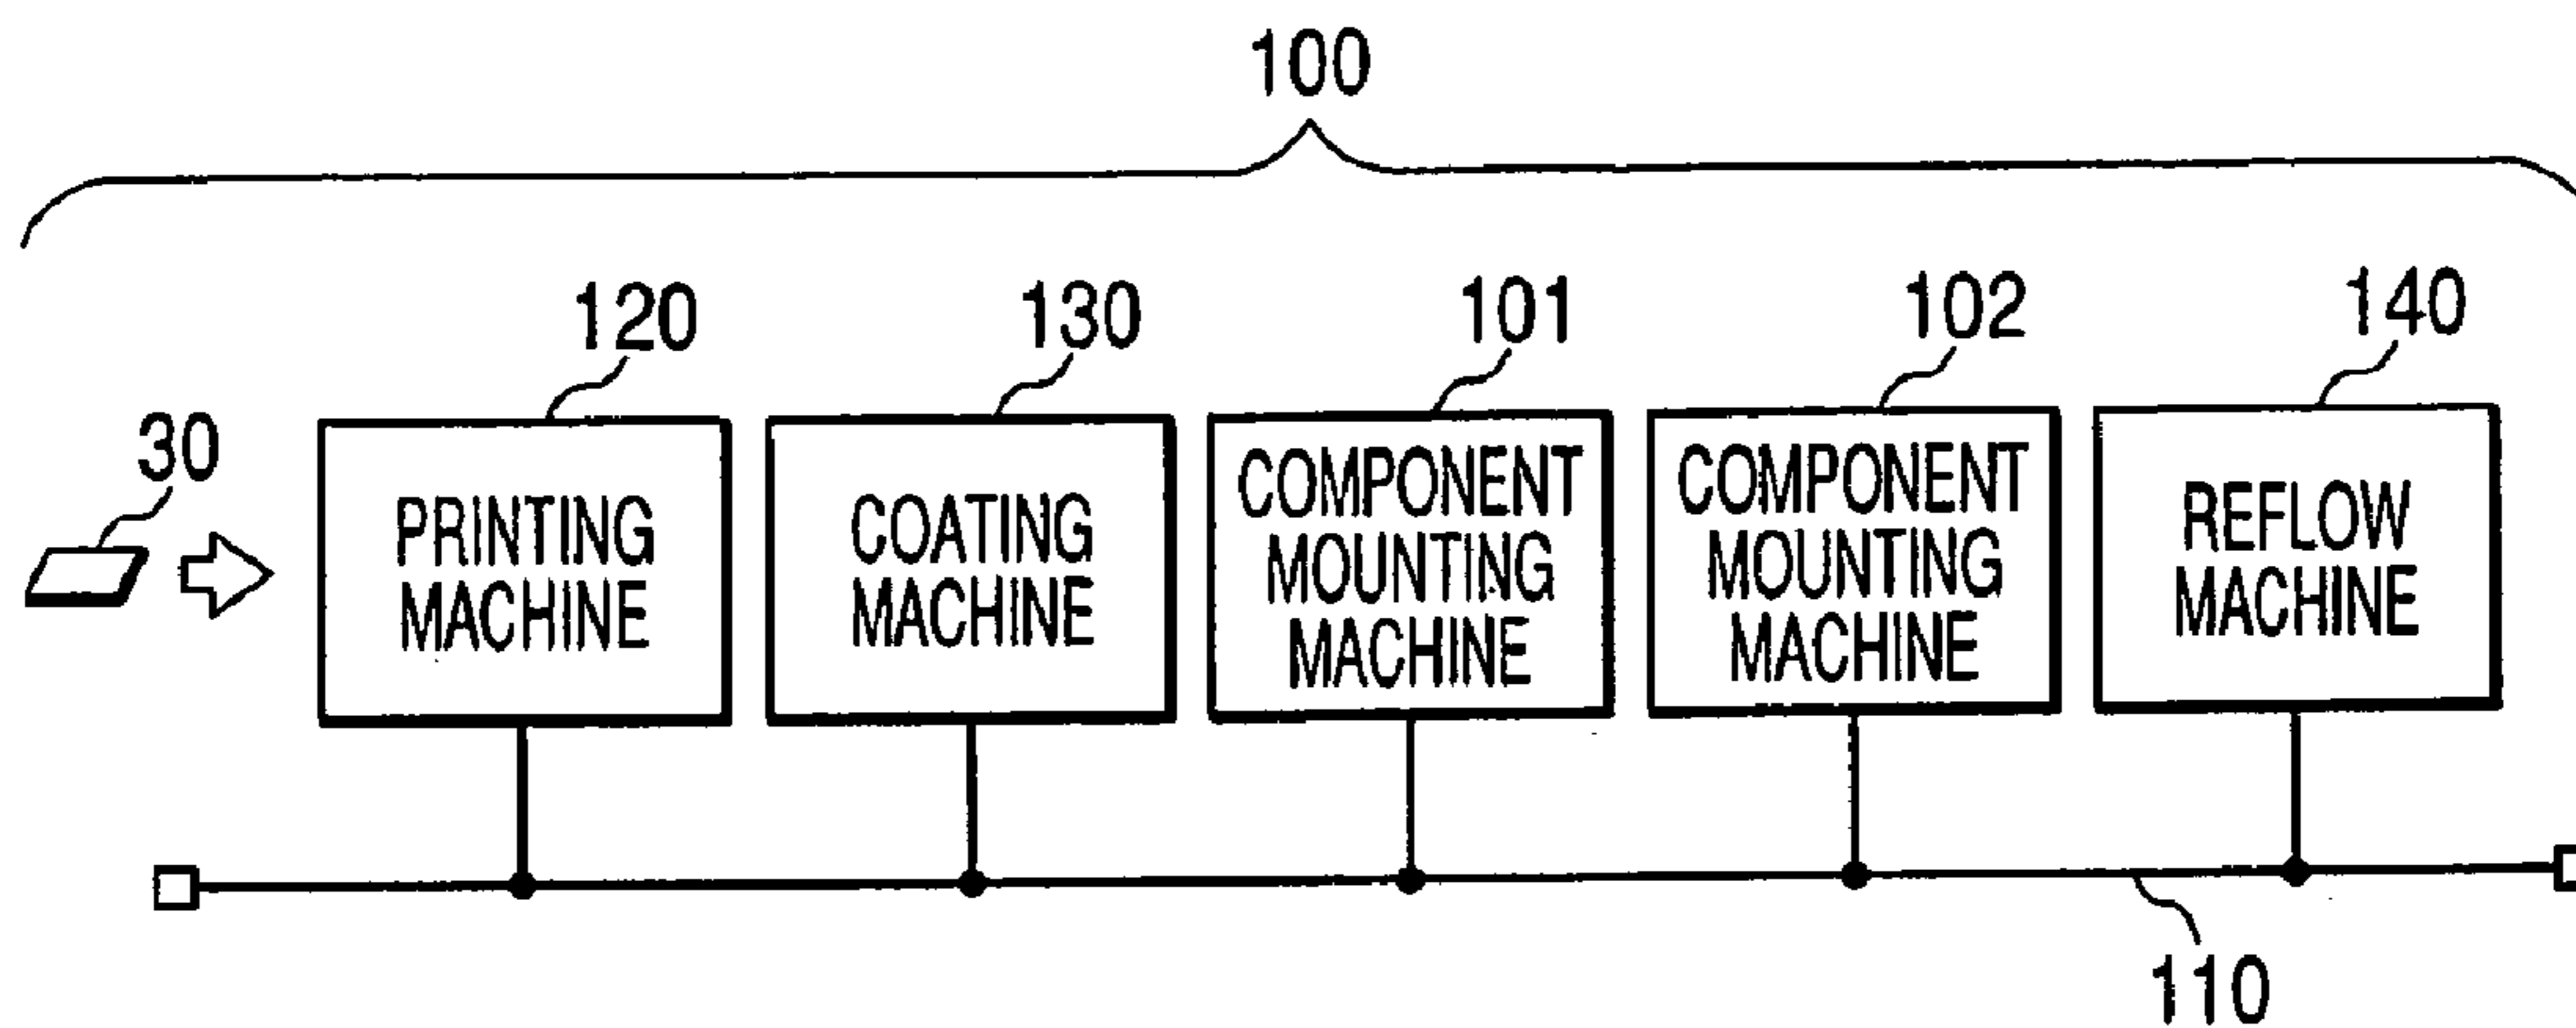 100
120
130
101
102
140
30
PRINTING
MACHINE
COATING
MACHINE
COMPONENT
MOUNTING
MACHINE
COMPONENT
MOUNTING
MACHINE
REFLOW
MACHINE
110